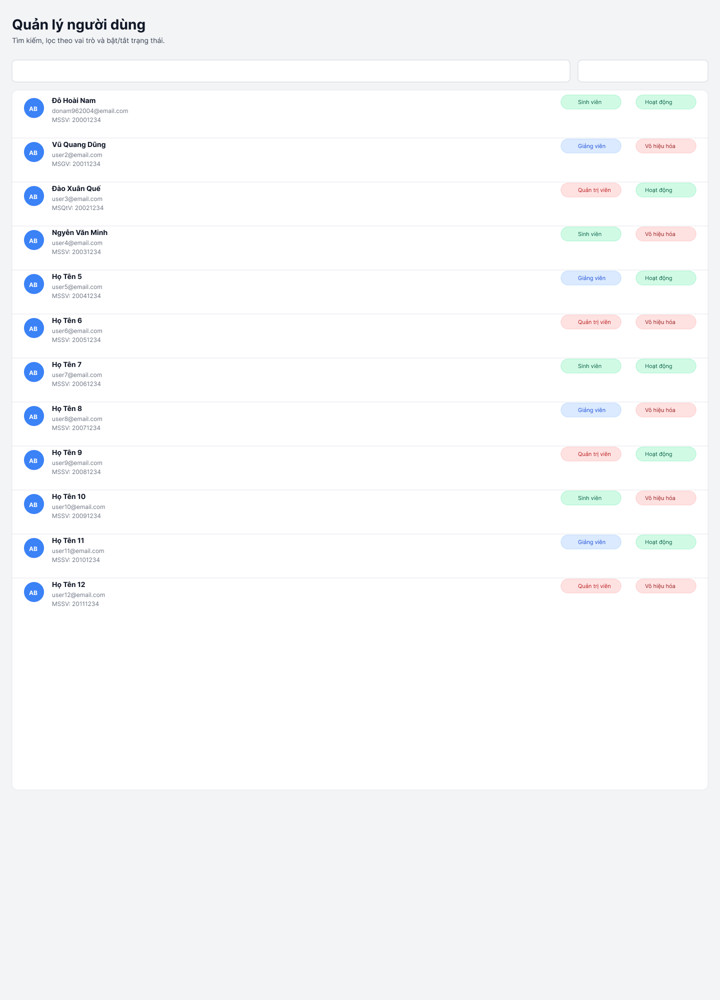 Quản lý người dùng
Tìm kiếm, lọc theo vai trò và bật/tắt trạng thái.
AB Đỗ Hoài Nam Sinh viên Hoạt động
donam962004@email.com
MSSV: 20001234
AB Vũ Quang Dũng Giảng viên Vô hiệu hóa
user2@email.com
MSGV: 20011234
AB Đào Xuân Quế Quản trị viên Hoạt động
user3@email.com
MSQtV: 20021234
AB Ngyễn Văn Minh Sinh viên Vô hiệu hóa
user4@email.com
MSSV: 20031234
AB Họ Tên 5 Giảng viên Hoạt động
user5@email.com
MSSV: 20041234
AB Họ Tên 6 Quản trị viên Vô hiệu hóa
user6@email.com
MSSV: 20051234
AB Họ Tên 7 Sinh viên Hoạt động
user7@email.com
MSSV: 20061234
AB Họ Tên 8 Giảng viên Vô hiệu hóa
user8@email.com
MSSV: 20071234
AB Họ Tên 9 Quản trị viên Hoạt động
user9@email.com
MSSV: 20081234
AB Họ Tên 10 Sinh viên Vô hiệu hóa
user10@email.com
MSSV: 20091234
AB Họ Tên 11 Giảng viên Hoạt động
user11@email.com
MSSV: 20101234
AB Họ Tên 12 Quản trị viên Vô hiệu hóa
user12@email.com
MSSV: 20111234